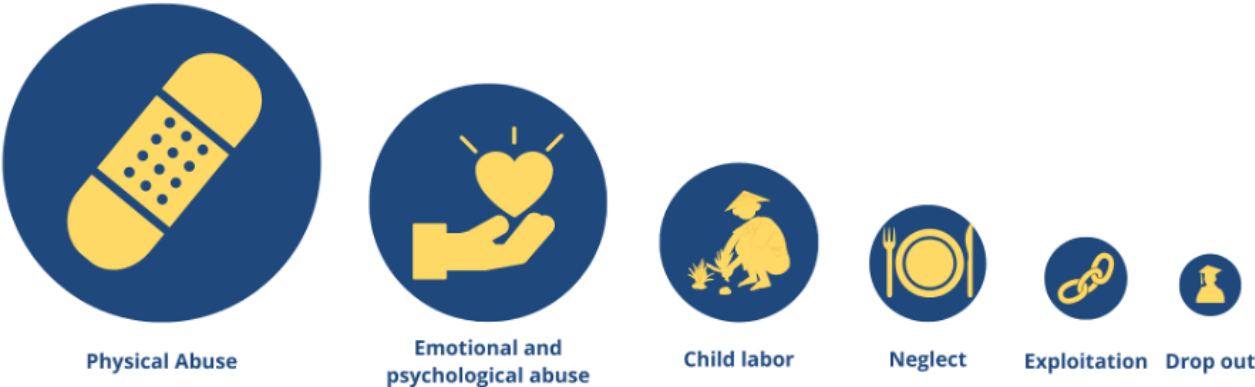 Physical Abuse
Emotional and
psychological abuse
Child labor
Neglect
Exploitation
Drop out